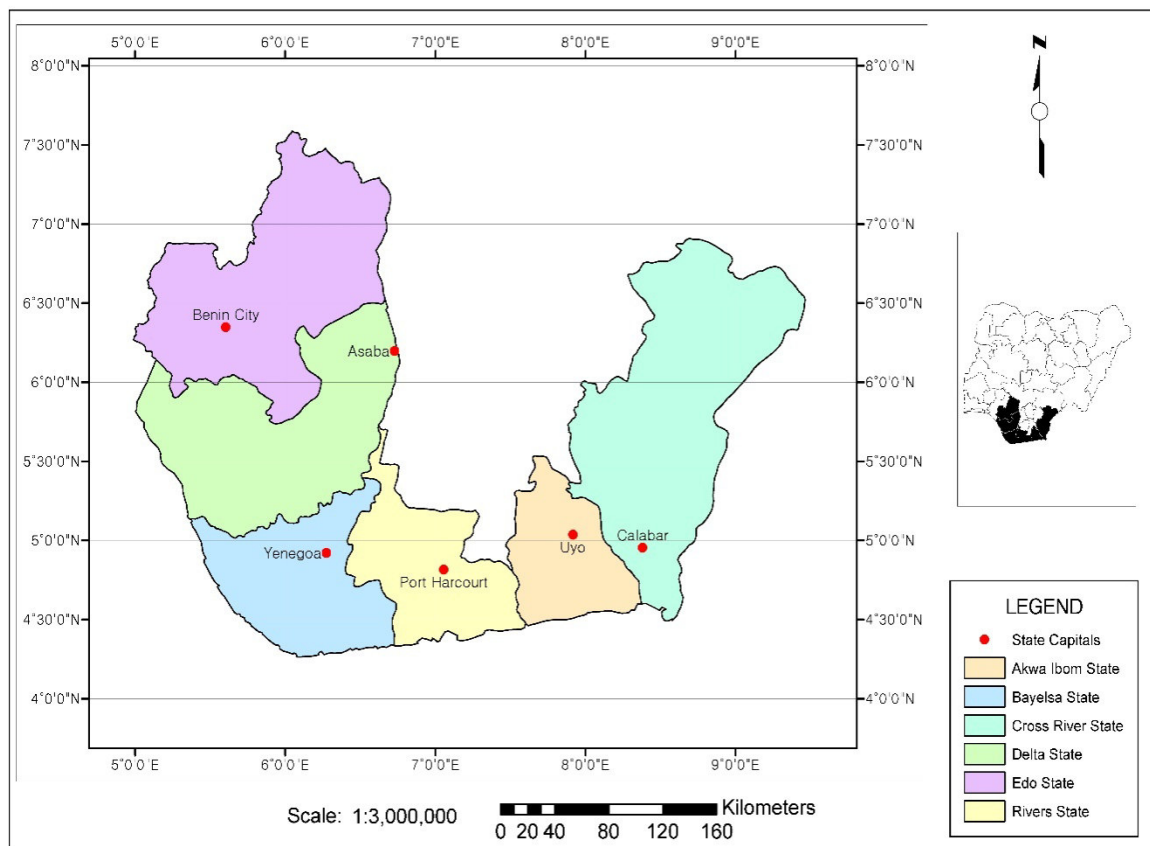 5°0'0"E 6°0'0"E 7°0'0"E 8°0'0"E 9°0'0"E
N
8°0'0"N 8°0'0"N
7°30'0"N 7°30'0"N
7°0'0"N 7°0'0"N
6°30'0"N 6°30'0"N
Benin City
Asaba
6°0'0"N 6°0'0"N
5°30'0"N 5°30'0"N
5°0'0"N 5°0'0"N
Calabar
Uyo
Yenegoa
Port Harcourt
4°30'0"N 4°30'0"N
4°0'0"N 4°0'0"N
5°0'0"E 6°0'0"E 7°0'0"E 8°0'0"E 9°0'0"E
LEGEND
State Capitals
Akwa Ibom State
Bayelsa State
Cross River State
Delta State
Edo State
Rivers State
Scale: 1:3,000,000
Kilometers
0 20 40 80 120 160